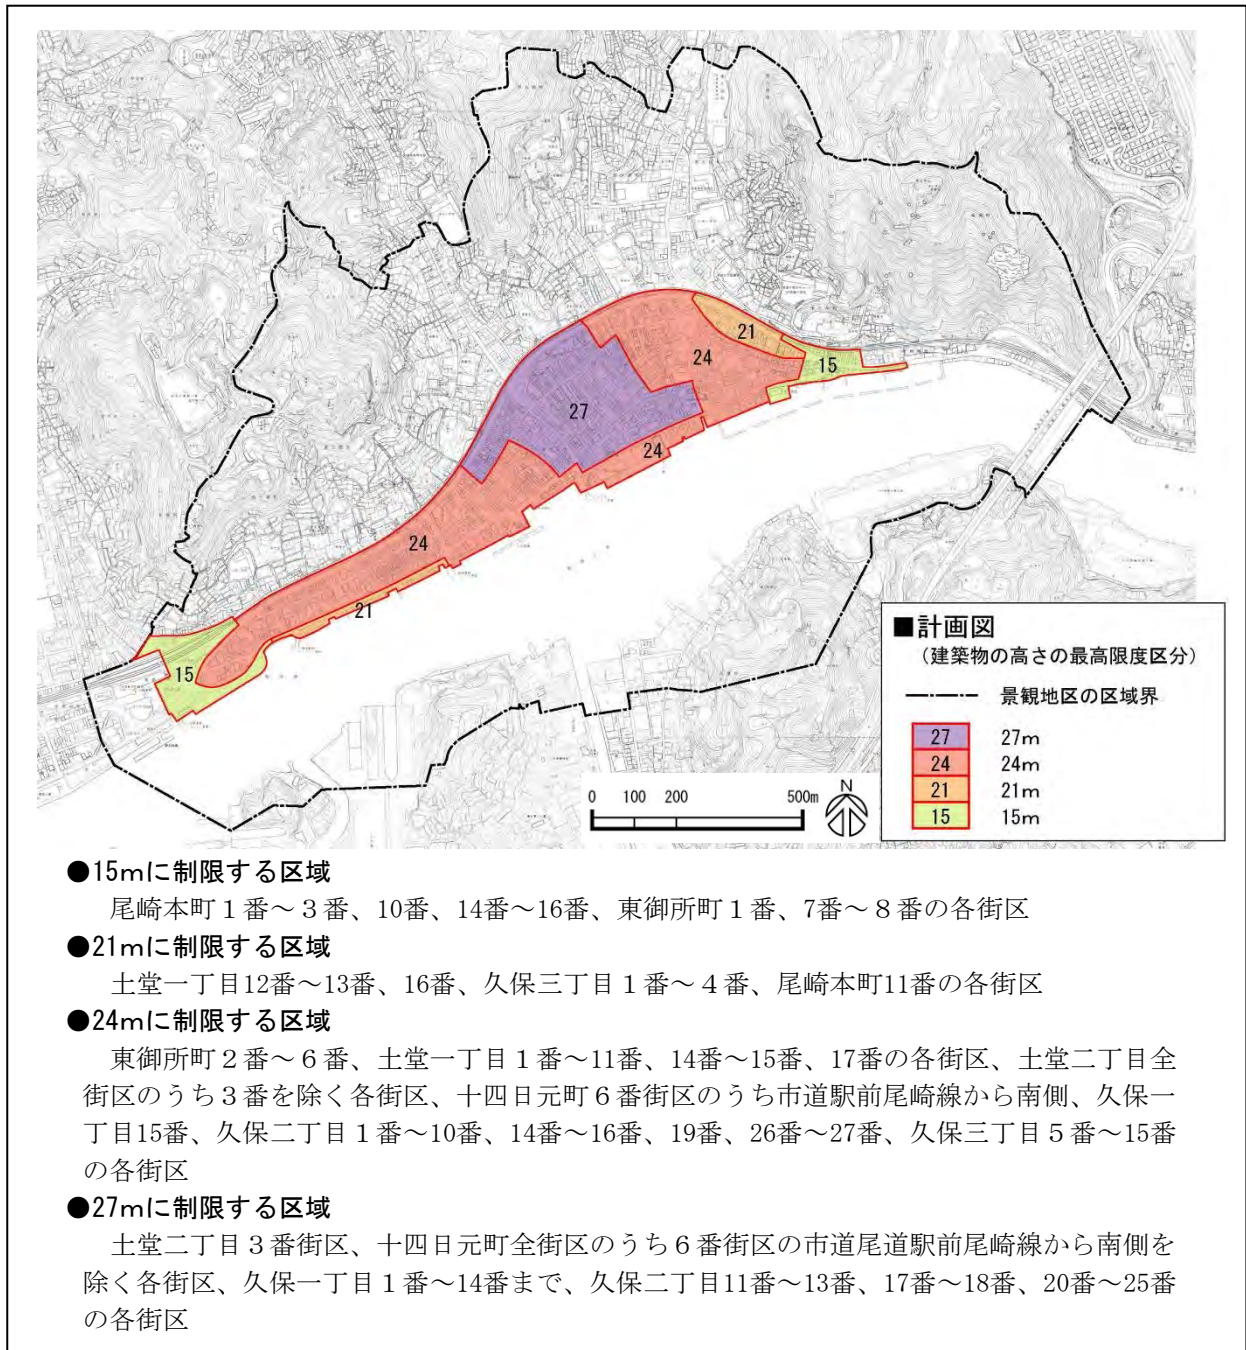 27
24
21
15
24
24
21
15
■計画図
(建築物の高さの最高限度区分)
景観地区の区域界
27 27m
24 24m
21 21m
15 15m
0 100 200 500m
N
●15mに制限する区域
尾崎本町1番～3番、10番、14番～16番、東御所町1番、7番～8番の各街区
●21mに制限する区域
土堂一丁目12番～13番、16番、久保三丁目1番～4番、尾崎本町11番の各街区
●24mに制限する区域
東御所町2番～6番、土堂一丁目1番～11番、14番～15番、17番の各街区、土堂二丁目全
街区のうち3番を除く各街区、十四日元町6番街区のうち市道駅前尾崎線から南側、久保一
丁目15番、久保二丁目1番～10番、14番～16番、19番、26番～27番、久保三丁目5番～15番
の各街区
●27mに制限する区域
土堂二丁目3番街区、十四日元町全街区のうち6番街区の市道尾道駅前尾崎線から南側を
除く各街区、久保一丁目1番～14番まで、久保二丁目11番～13番、17番～18番、20番～25番
の各街区